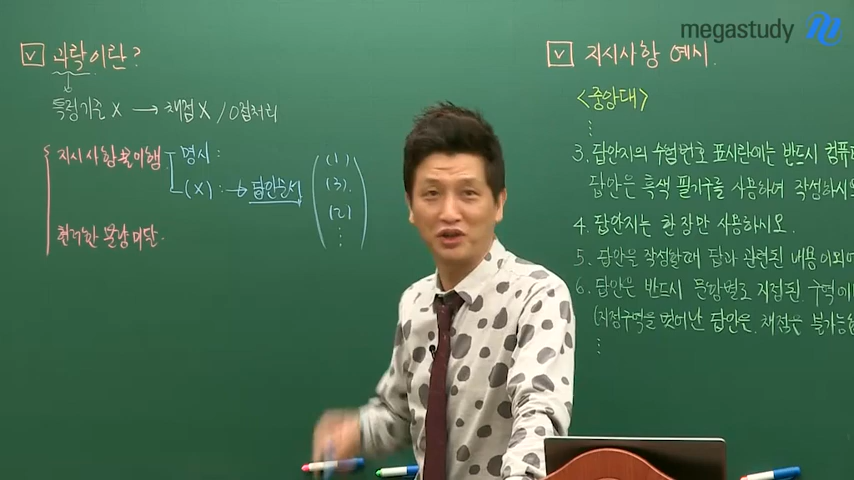 megastudy
과락이란?
득점기준 X → 채점 X / 0점처리
지시사항 불이행
명시 :
(X) : → 답안순서
(1)
(3).
(2)
⋮
현저한 분량 미달.
지시사항 예시.
<중앙대>
⋮
3. 답안지의 수험번호 표시란에는 반드시 컴퓨
답안은 흑색 필기구를 사용하여 작성하시오
4. 답안지는 한 장만 사용하시오.
5. 답안을 작성할 때 답과 관련된 내용 이외에
6. 답안은 반드시 문항별로 지정된 구역에
(지정구역을 벗어난 답안은 채점은 불가능합
⋮